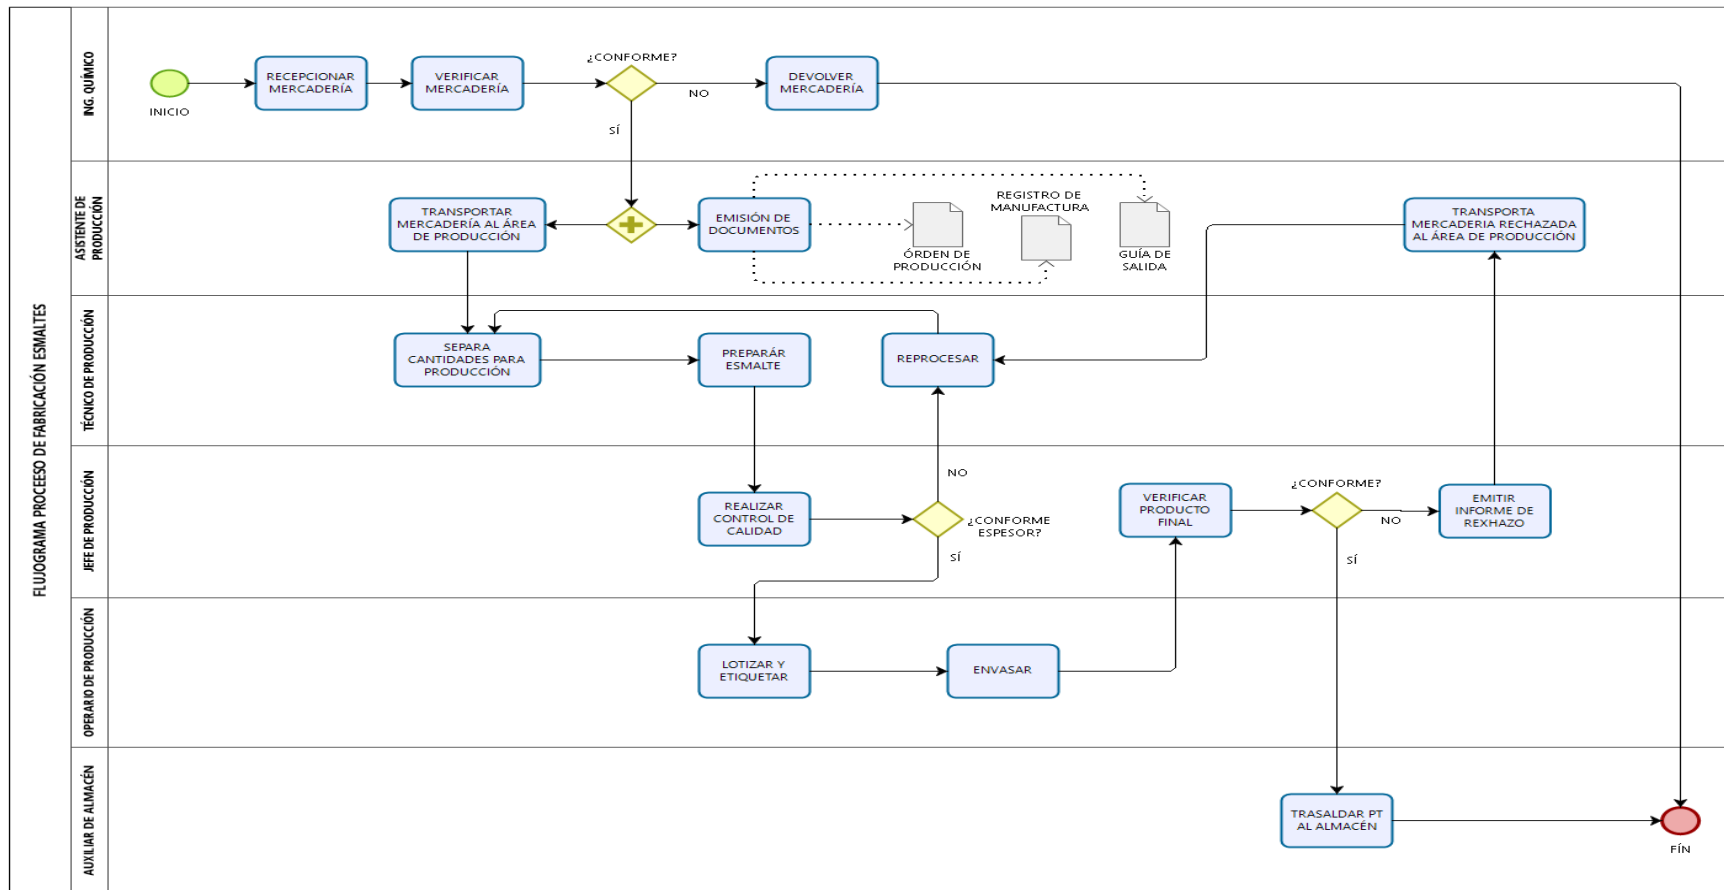 FLUJOGRAMA PROCEESO DE FABRICACIÓN ESMALTES
ING. QUÍMICO
INICIO
RECEPCIONAR
MERCADERÍA
VERIFICAR
MERCADERÍA
¿CONFORME?
NO
SÍ
DEVOLVER
MERCADERÍA
ASISTENTE DE
PRODUCCIÓN
TRANSPORTAR
MERCADERÍA AL ÁREA
DE PRODUCCIÓN
EMISIÓN DE
DOCUMENTOS
ÓRDEN DE
PRODUCCIÓN
REGISTRO DE
MANUFACTURA
GUÍA DE
SALIDA
TRANSPORTA
MERCADERIA RECHAZADA
AL ÁREA DE PRODUCCIÓN
TÉCNICO DE PRODUCCIÓN
SEPARA
CANTIDADES PARA
PRODUCCIÓN
PREPARÁR
ESMALTE
REPROCESAR
JEFE DE PRODUCCIÓN
REALIZAR
CONTROL DE
CALIDAD
NO
¿CONFORME
ESPESOR?
SÍ
VERIFICAR
PRODUCTO
FINAL
¿CONFORME?
NO
SÍ
EMITIR
INFORME DE
REXHAZO
OPERARIO DE PRODUCCIÓN
LOTIZAR Y
ETIQUETAR
ENVASAR
AUXILIAR DE ALMACÉN
TRASALDAR PT
AL ALMACÉN
FÍN